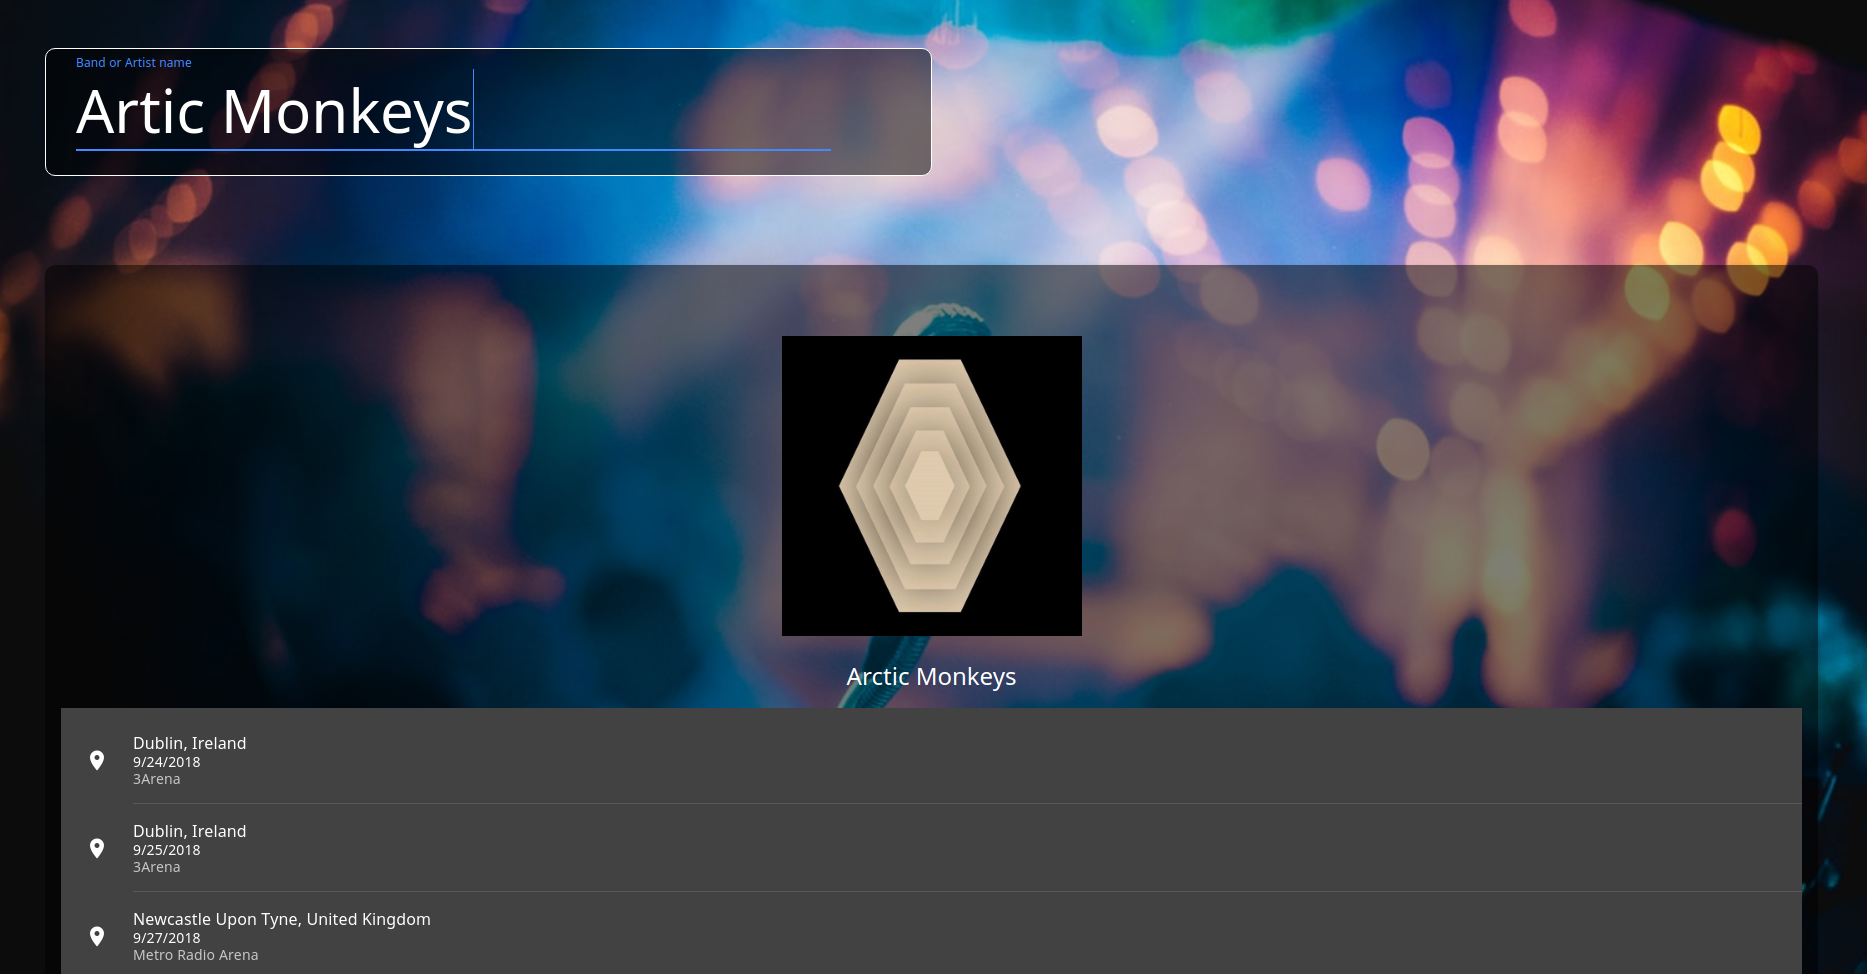 Band or Artist name
Artic Monkeys
Arctic Monkeys
Dublin, Ireland
9/24/2018
3Arena
Dublin, Ireland
9/25/2018
3Arena
Newcastle Upon Tyne, United Kingdom
9/27/2018
Metro Radio Arena